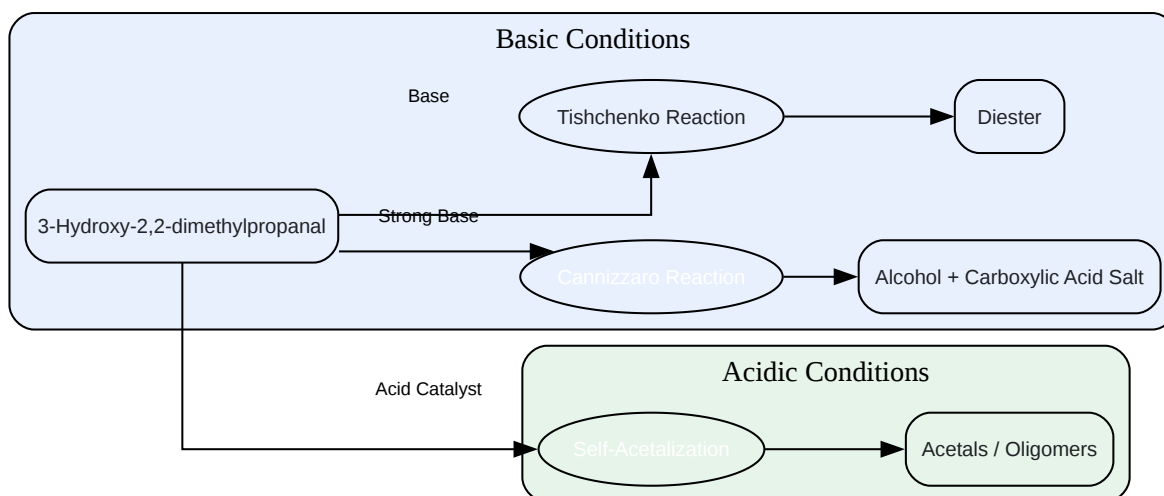 Basic Conditions
Base
Tishchenko Reaction
Diester
3-Hydroxy-2,2-dimethylpropanal
Strong Base
Cannizzaro Reaction
Alcohol + Carboxylic Acid Salt
Acidic Conditions
Acid Catalyst
Self-Acetalization
Acetals / Oligomers